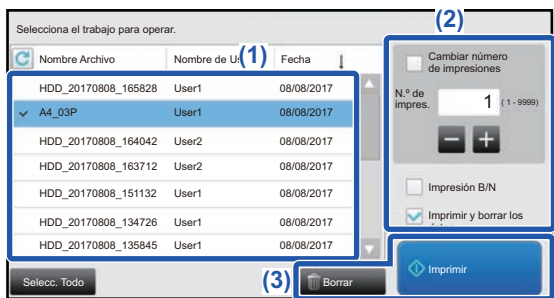 Selecciona el trabajo para operar.
(2)
Nombre Archivo Nombre de U (1) Fecha
HDD_20170808_165828 User1 08/08/2017
A4_03P User1 08/08/2017
HDD_20170808_164042 User2 08/08/2017
HDD_20170808_163712 User2 08/08/2017
HDD_20170808_151132 User1 08/08/2017
HDD_20170808_134726 User1 08/08/2017
HDD_20170808_135845 User1 08/08/2017
Cambiar número
de impresiones
N.º de
impres. 1 (1 - 9999)
Impresión B/N
Imprimir y borrar los
Selecc. Todo (3) Borrar Imprimir